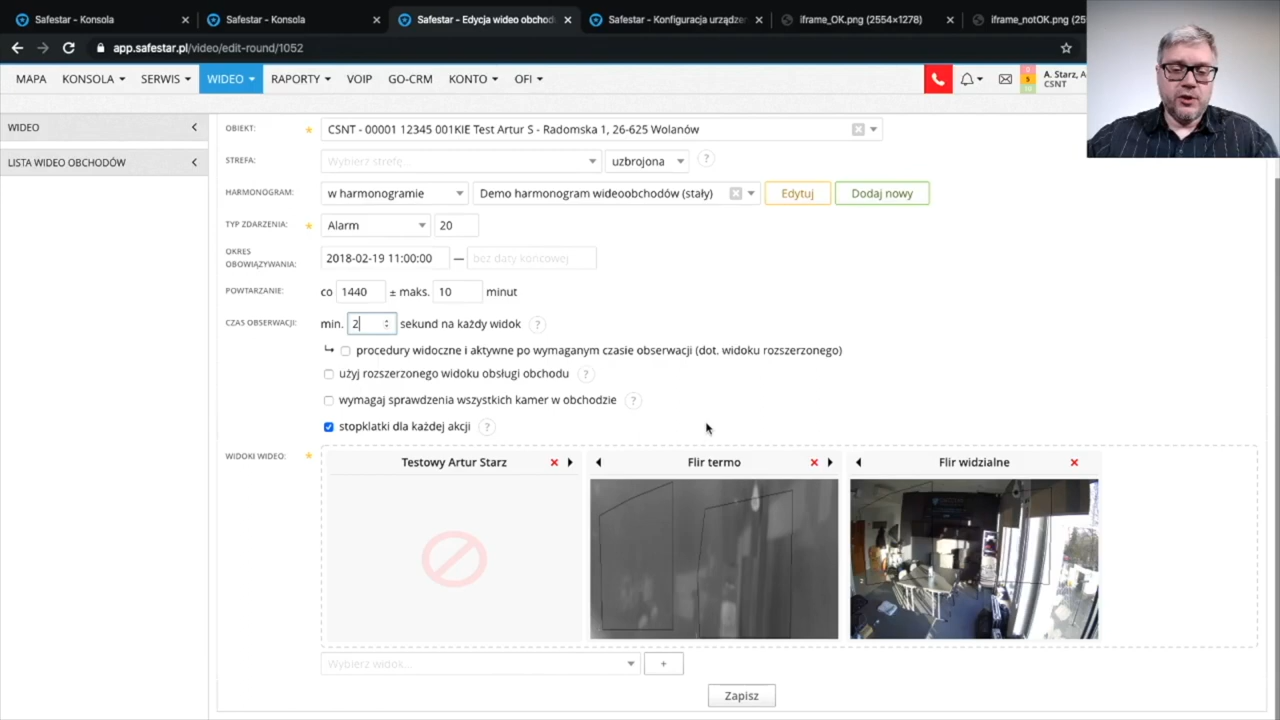 Safestar – Konsola
Safestar – Konsola
Safestar – Edycja wideo obchod
Safestar – Konfiguracja urządzeń
iframe_OK.png (2554×1278)
iframe_notOK.png (255
app.safestar.pl/video/edit-round/1052
MAPA KONSOLA SERWIS WIDEO RAPORTY VOIP GO-CRM KONTO OFI
A. Starz, A
CSNT
WIDEO
LISTA WIDEO OBCHODÓW
OBIEKT: CSNT - 00001 12345 001KIE Test Artur S - Radomska 1, 26-625 Wolanów
STREFA: Wybierz strefę... uzbrojona ?
HARMONOGRAM: w harmonogramie Demo harmonogram wideoobchodów (stały) Edytuj Dodaj nowy
TYP ZDARZENIA: Alarm 20
OKRES OBOWIĄZYWANIA: 2018-02-19 11:00:00 — bez daty końcowej
POWTARZANIE: co 1440 ± maks. 10 minut
CZAS OBSERWACJI: min. 2 sekund na każdy widok ?
procedury widoczne i aktywne po wymaganym czasie obserwacji (dot. widoku rozszerzonego)
użyj rozszerzonego widoku obsługi obchodu ?
wymagaj sprawdzenia wszystkich kamer w obchodzie ?
stopklatki dla każdej akcji ?
WIDOKI WIDEO: Testowy Artur Starz Flir termo Flir widzialne
Wybierz widok... +
Zapisz